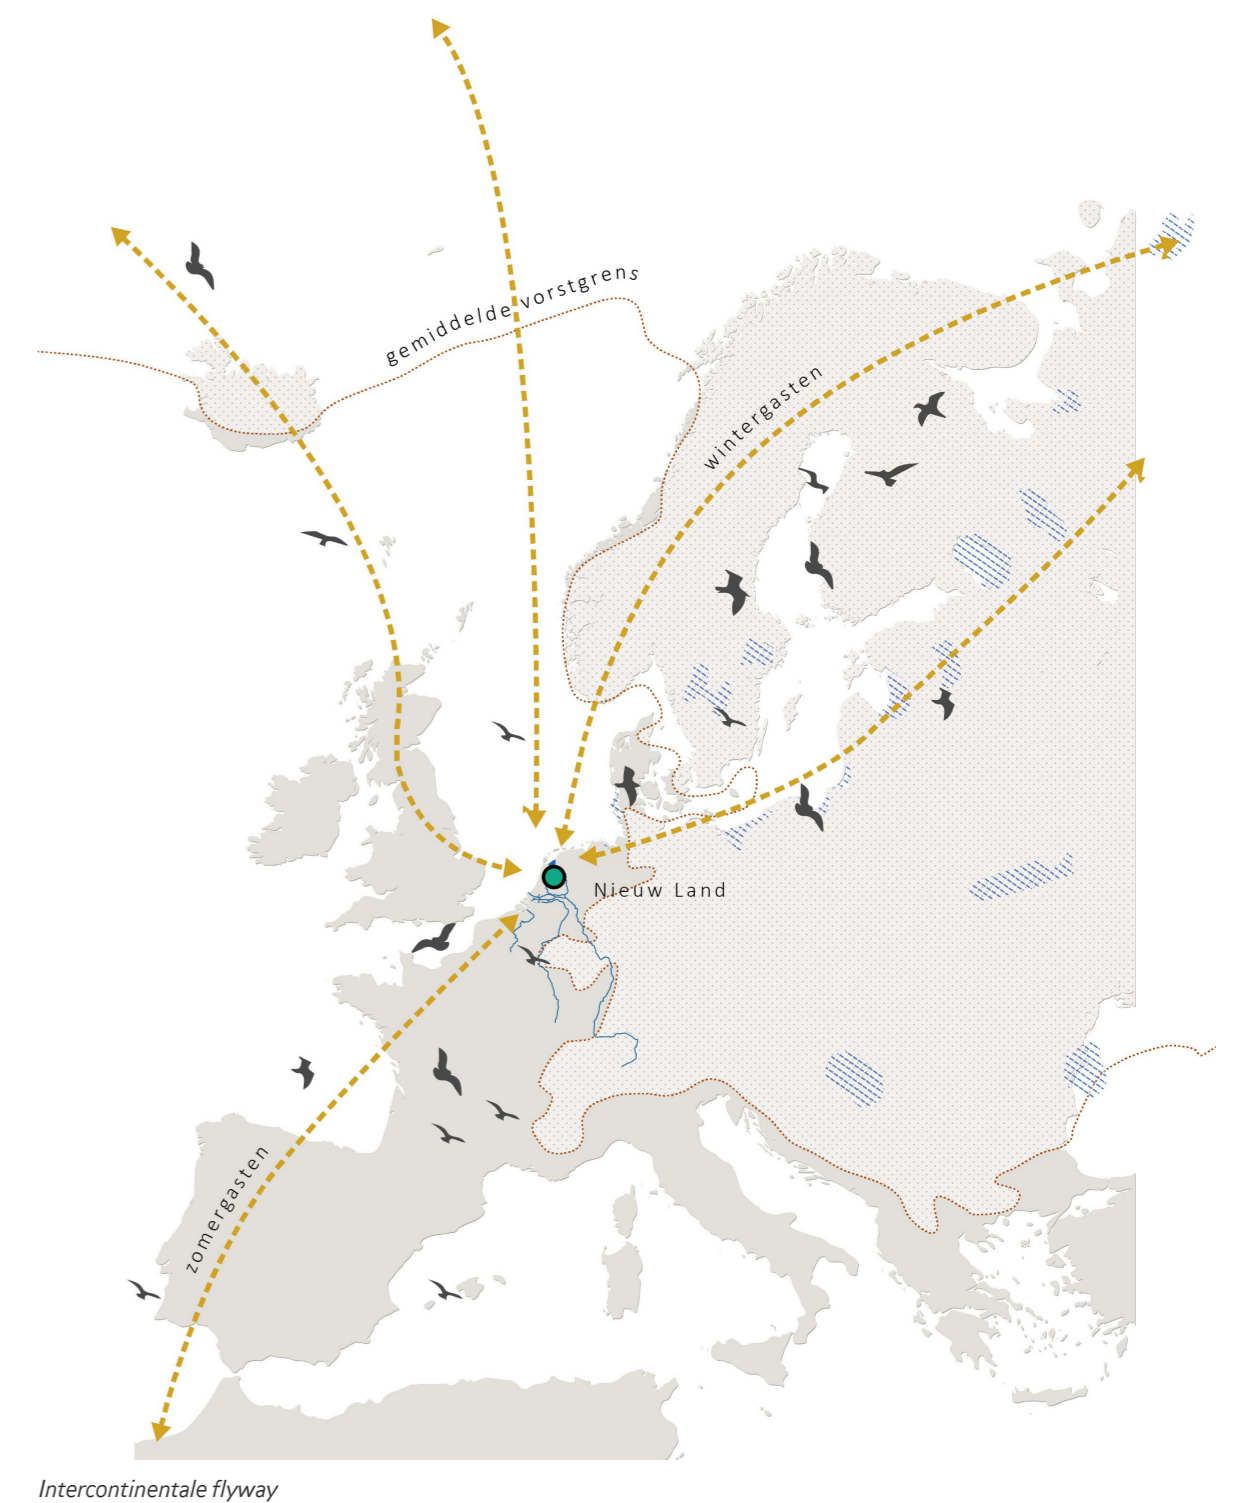 gemiddelde vorstgrens
wintergasten
Nieuw Land
zomergasten
Intercontinentale flyway